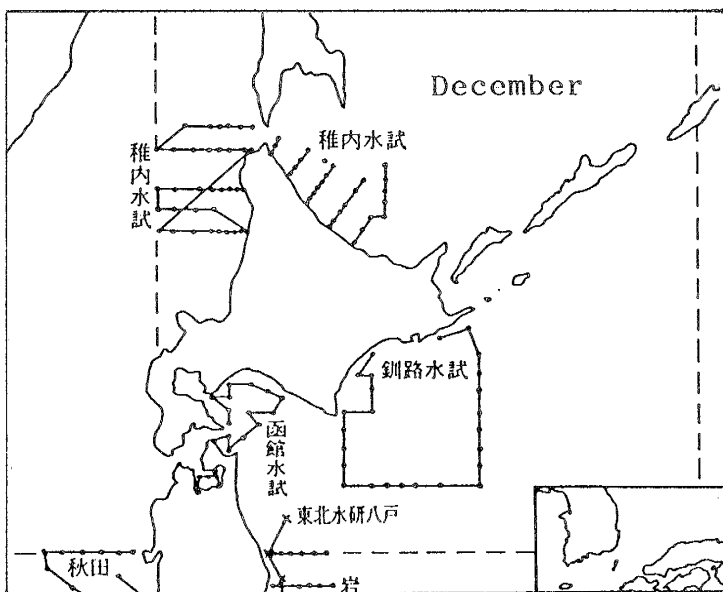 December
稚内水試
稚内水試
釧路水試
函館水試
東北水研八戸
秋田
岩